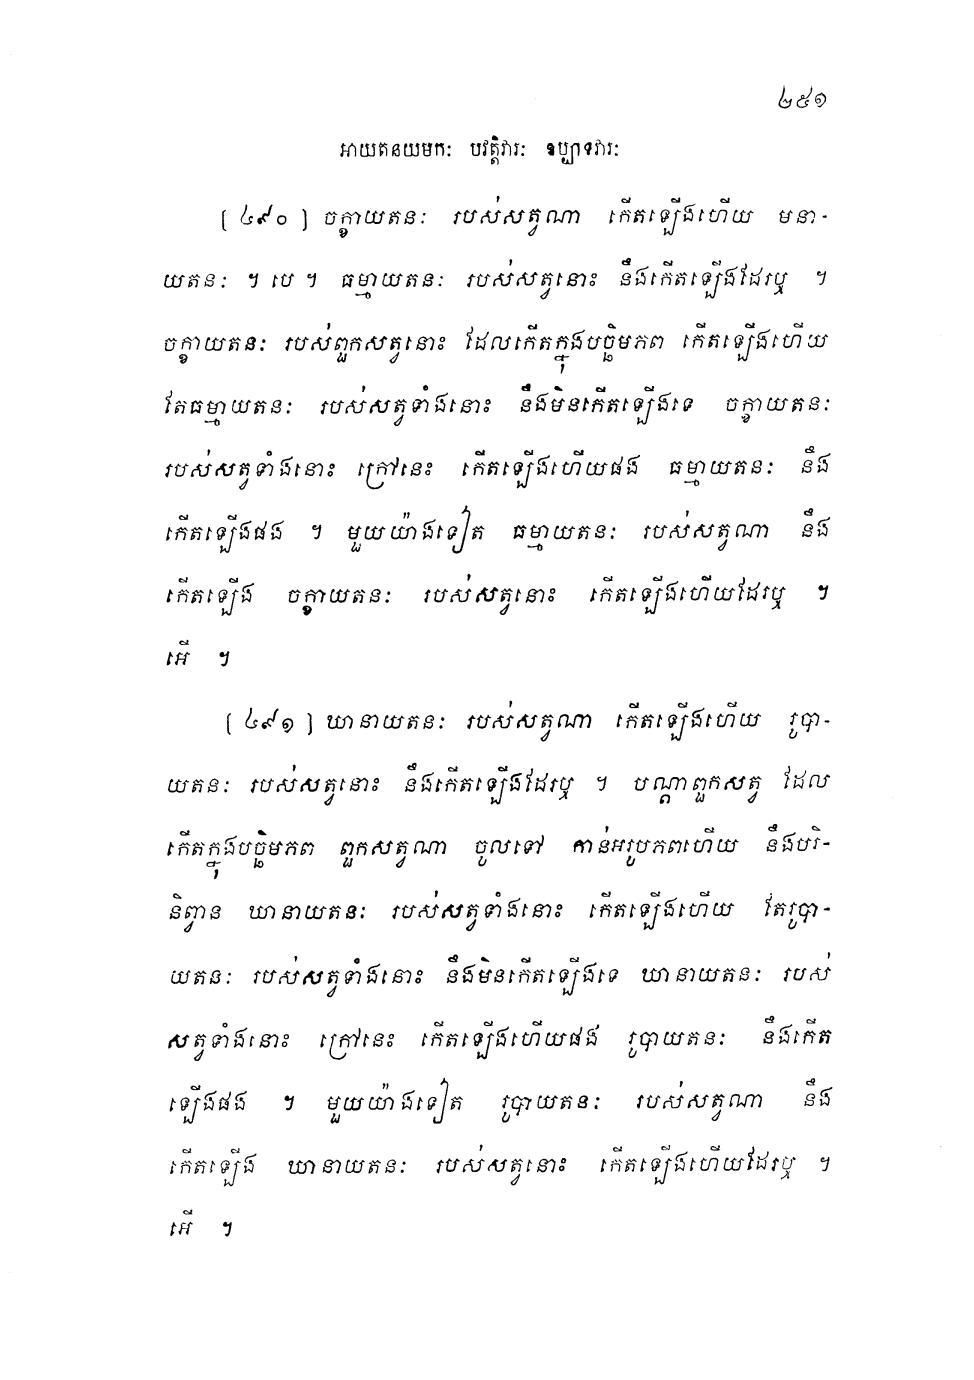 ២៥១
អាយតនយមកៈ បវត្តិវារៈ ឧប្បាទវារៈ
[ ៤៩០ ] ចក្ខាយតនៈ របស់សត្វណា កើតឡើងហើយ មនា-
យតនៈ ។ បេ ។ ធម្មាយតនៈ របស់សត្វនោះ នឹងកើតឡើងដែរឬ ។
ចក្ខាយតនៈ របស់ពួកសត្វនោះ ដែលកើតក្នុងបច្ឆិមភព កើតឡើងហើយ
តែធម្មាយតនៈ របស់សត្វទាំងនោះ នឹងមិនកើតឡើងទេ ចក្ខាយតនៈ
របស់សត្វទាំងនោះ ក្រៅនេះ កើតឡើងហើយផង ធម្មាយតនៈ នឹង
កើតឡើងផង ។ មួយយ៉ាងទៀត ធម្មាយតនៈ របស់សត្វណា នឹង
កើតឡើង ចក្ខាយតនៈ របស់សត្វនោះ កើតឡើងហើយដែរឬ ។
អើ ។
[ ៤៩១ ] ឃានាយតនៈ របស់សត្វណា កើតឡើងហើយ រូបា-
យតនៈ របស់សត្វនោះ នឹងកើតឡើងដែរឬ ។ បណ្តាពួកសត្វ ដែល
កើតក្នុងបច្ឆិមភព ពួកសត្វណា ចូលទៅ កាន់អរូបភពហើយ នឹងបរិ-
និព្វាន ឃានាយតនៈ របស់សត្វទាំងនោះ កើតឡើងហើយ តែរូបា-
យតនៈ របស់សត្វទាំងនោះ នឹងមិនកើតឡើងទេ ឃានាយតនៈ របស់
សត្វទាំងនោះ ក្រៅនេះ កើតឡើងហើយផង រូបាយតនៈ នឹងកើត
ឡើងផង ។ មួយយ៉ាងទៀត រូបាយតនៈ របស់សត្វណា នឹង
កើតឡើង ឃានាយតនៈ របស់សត្វនោះ កើតឡើងហើយដែរឬ ។
អើ ។